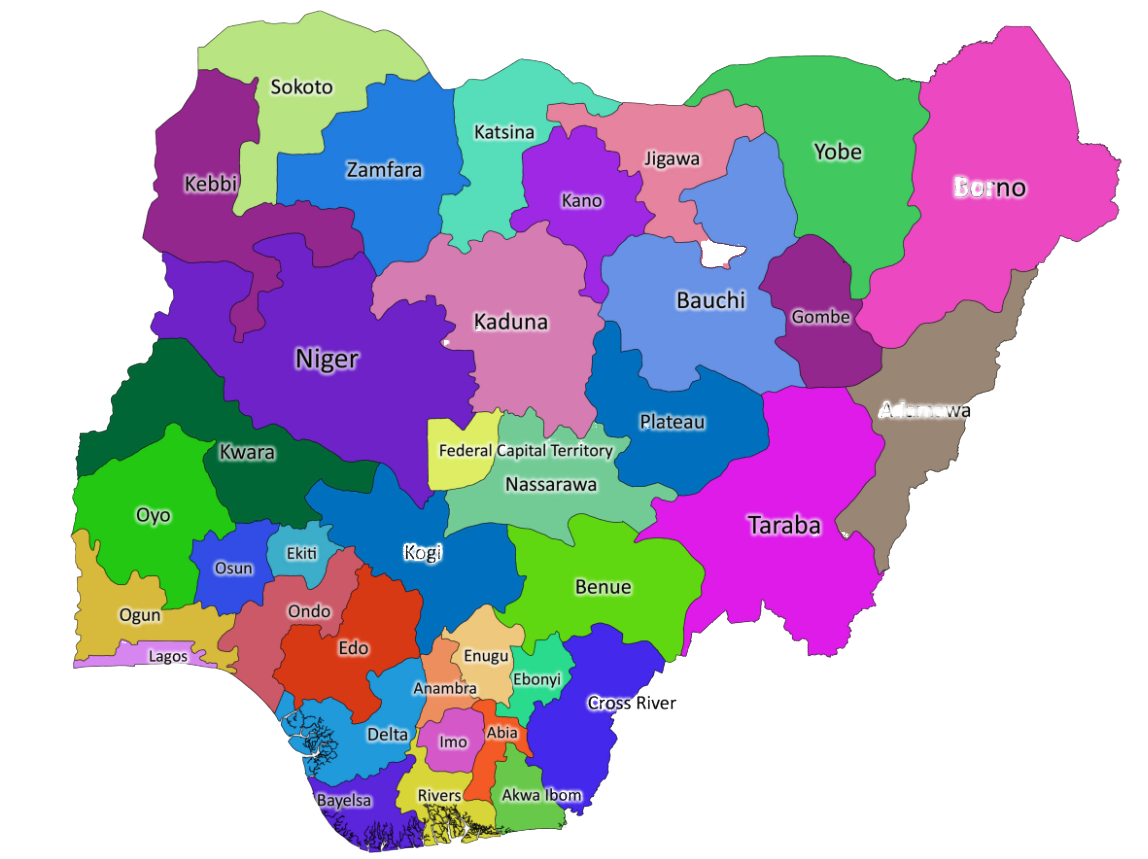 Sokoto
Katsina
Jigawa
Yobe
Zamfara
Kebbi
Borno
Kano
Bauchi
Gombe
Kaduna
Niger
Adamawa
Plateau
Kwara
Federal Capital Territory
Nassarawa
Oyo
Taraba
Kogi
Ekiti
Osun
Benue
Ondo
Ogun
Edo
Lagos
Enugu
Ebonyi
Anambra
Cross River
Delta
Abia
Imo
Rivers
Akwa Ibom
Bayelsa